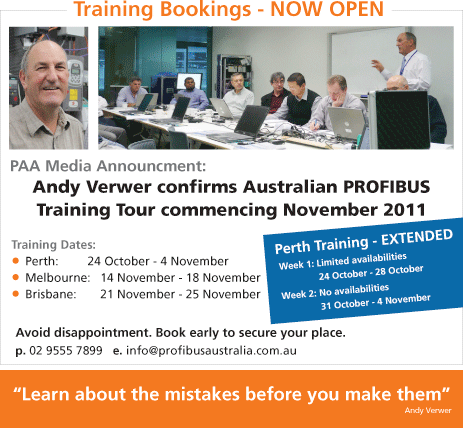 Training Bookings - NOW OPEN
PAA Media Announcment:
Andy Verwer confirms Australian PROFIBUS
Training Tour commencing November 2011
Training Dates:
• Perth: 24 October - 4 November
• Melbourne: 14 November - 18 November
• Brisbane: 21 November - 25 November
Perth Training - EXTENDED
Week 1: Limited availabilities
24 October - 28 October
Week 2: No availabilities
31 October - 4 November
Avoid disappointment. Book early to secure your place.
p. 02 9555 7899 e. info@profibusaustralia.com.au
“Learn about the mistakes before you make them”
Andy Verwer